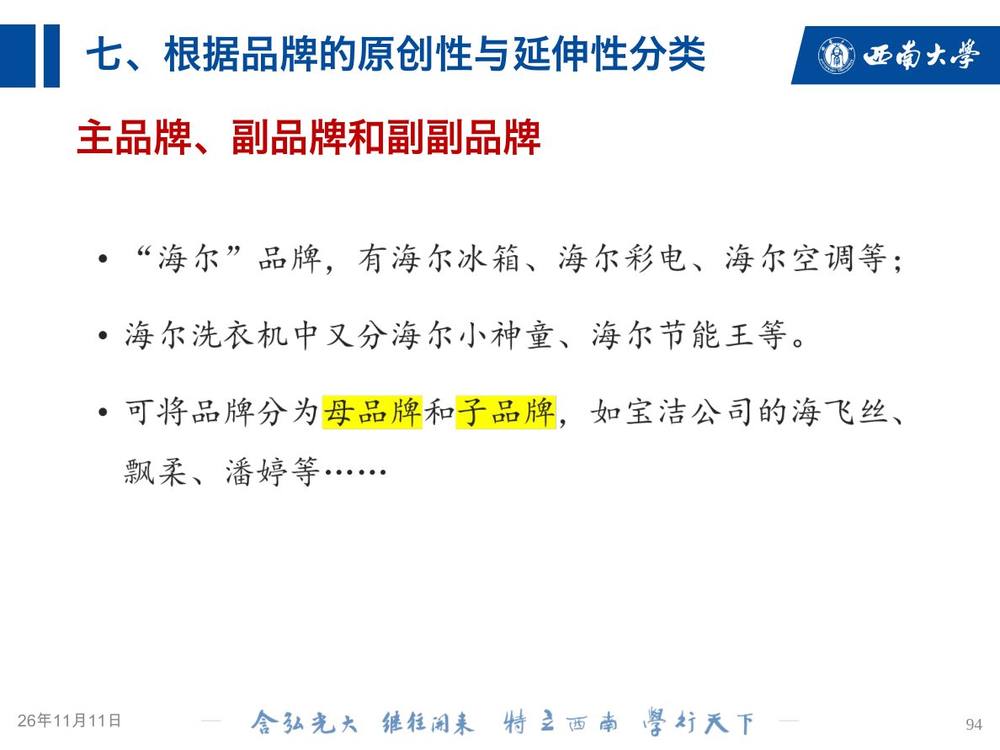 七、根据品牌的原创性与延伸性分类
西南大学
主品牌、副品牌和副副品牌
• “海尔”品牌，有海尔冰箱、海尔彩电、海尔空调等；
• 海尔洗衣机中又分海尔小神童、海尔节能王等。
• 可将品牌分为母品牌和子品牌，如宝洁公司的海飞丝、
飘柔、潘婷等……
26年11月11日
含弘光大 继往开来 特立西南 学行天下
94